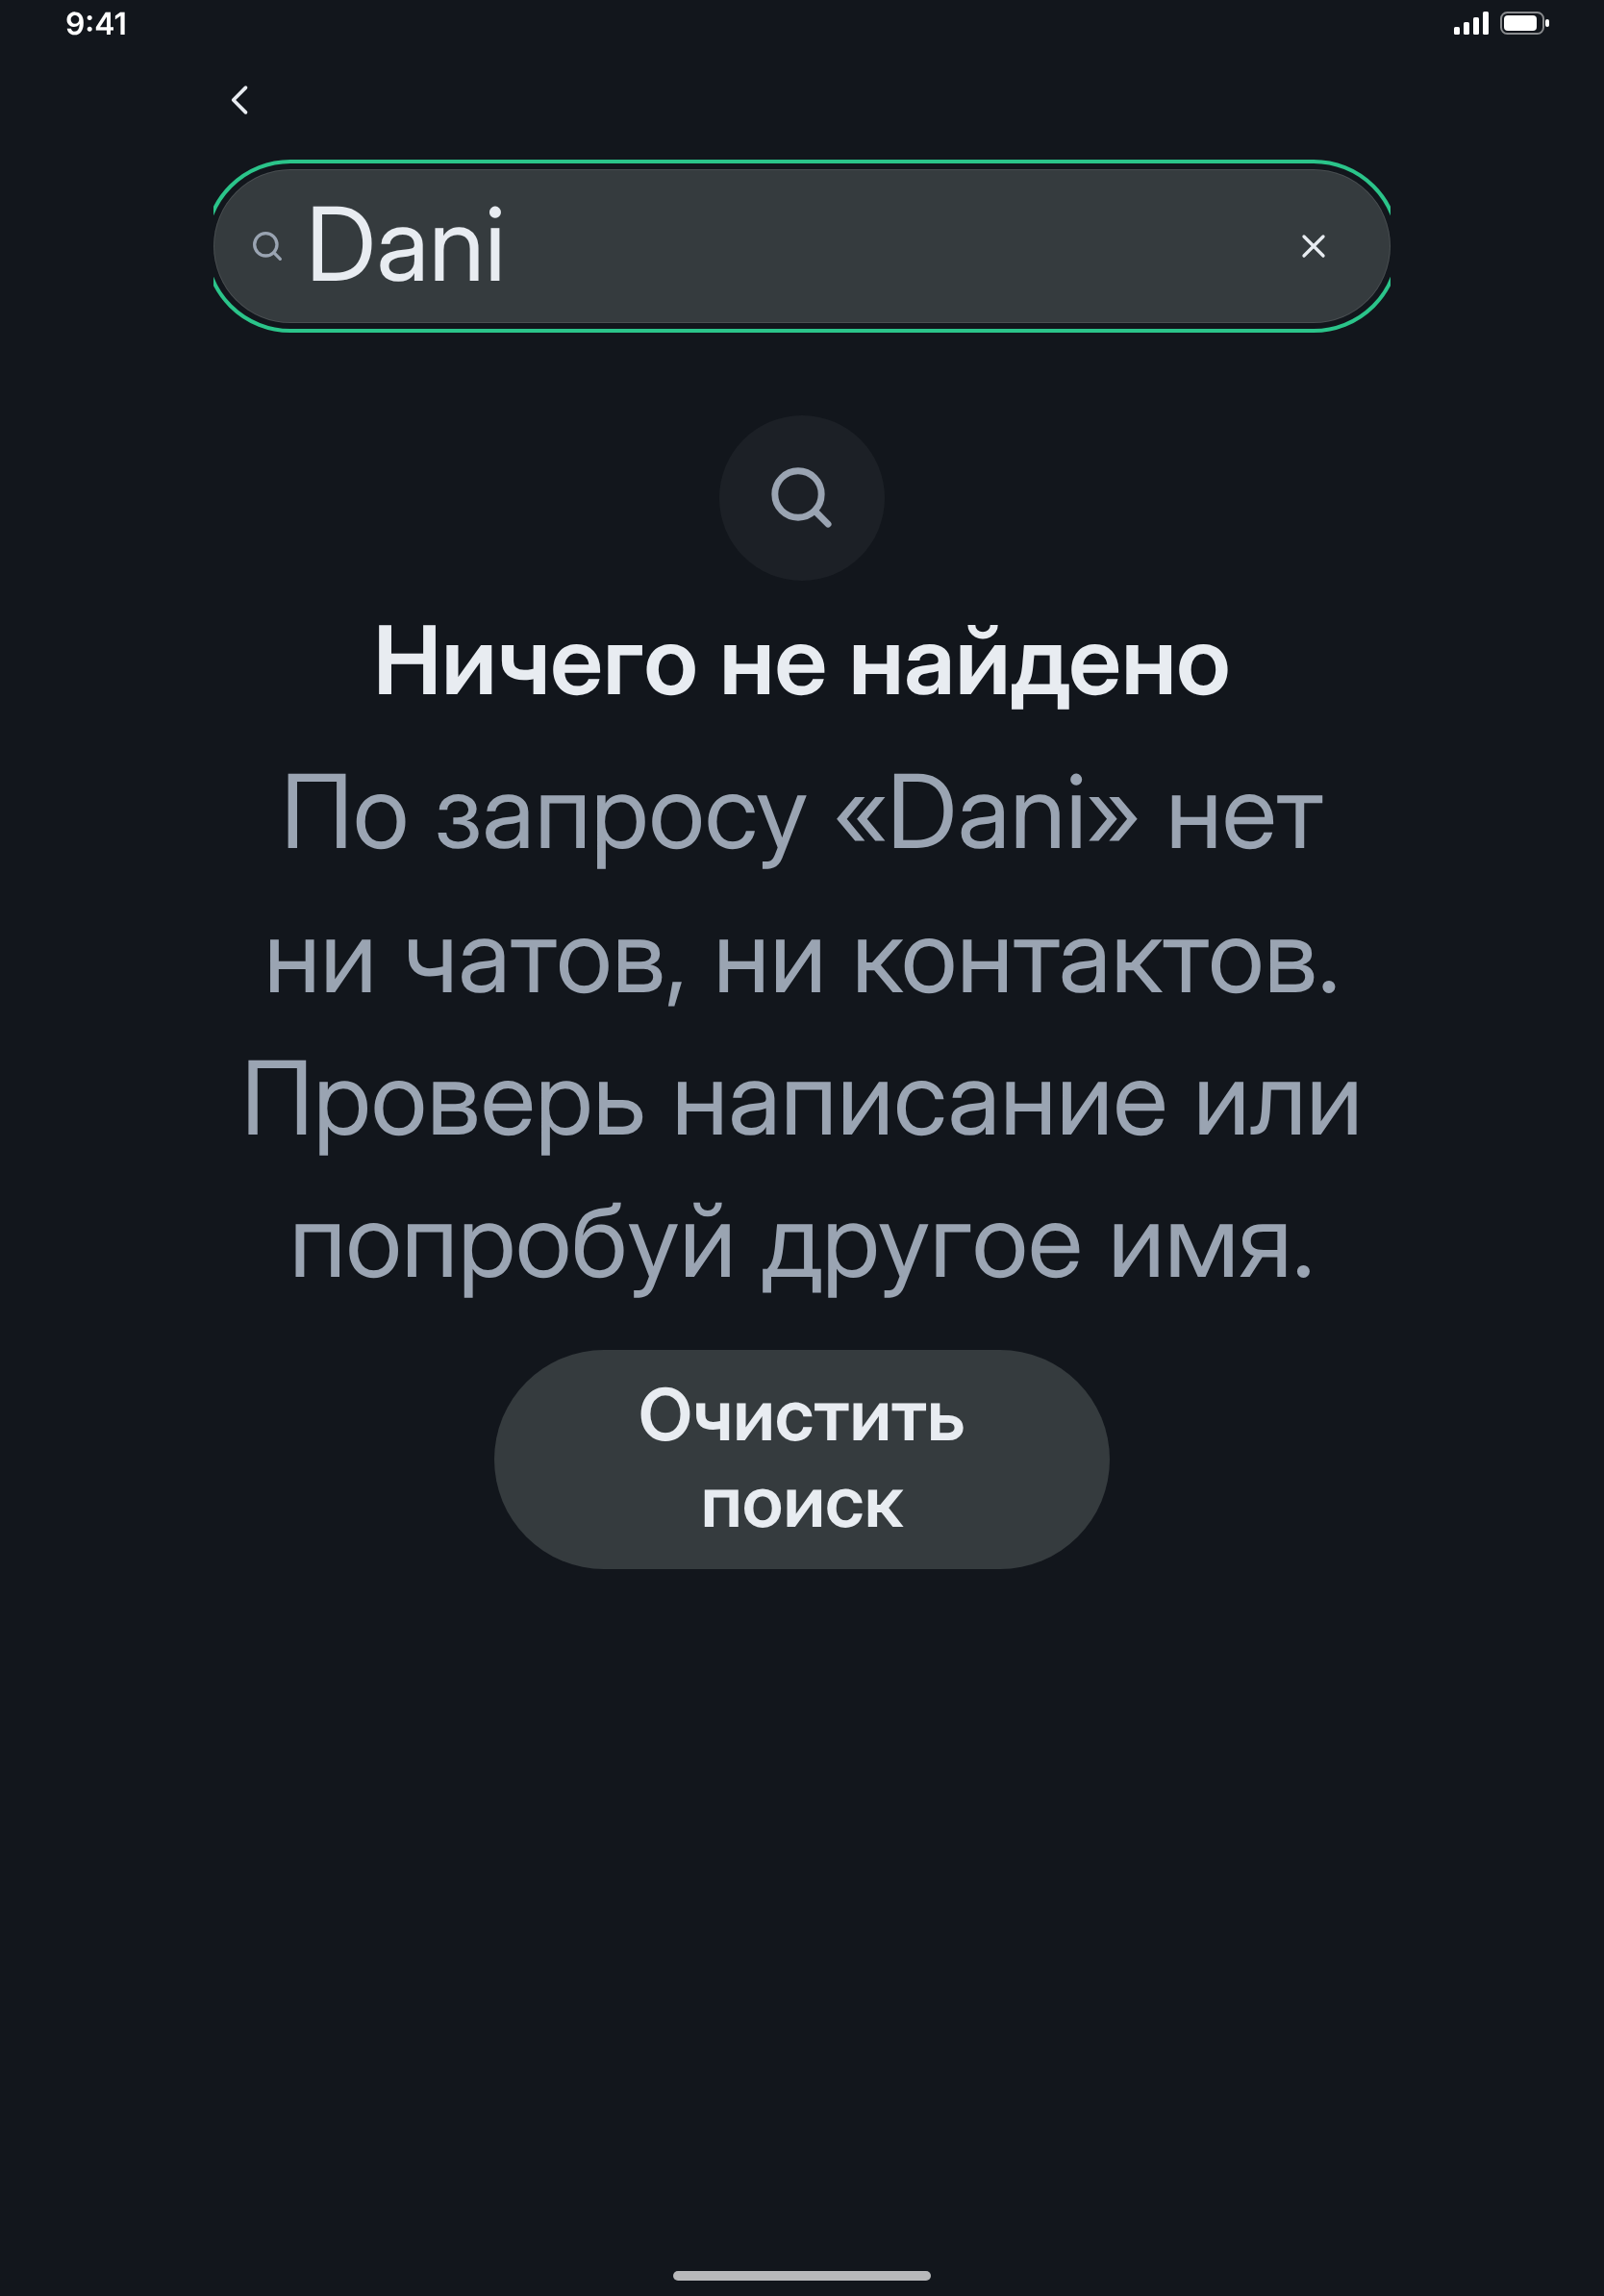 9:41
Dani
Ничего не найдено
По запросу «Dani» нет
ни чатов, ни контактов.
Проверь написание или
попробуй другое имя.
Очистить
поиск